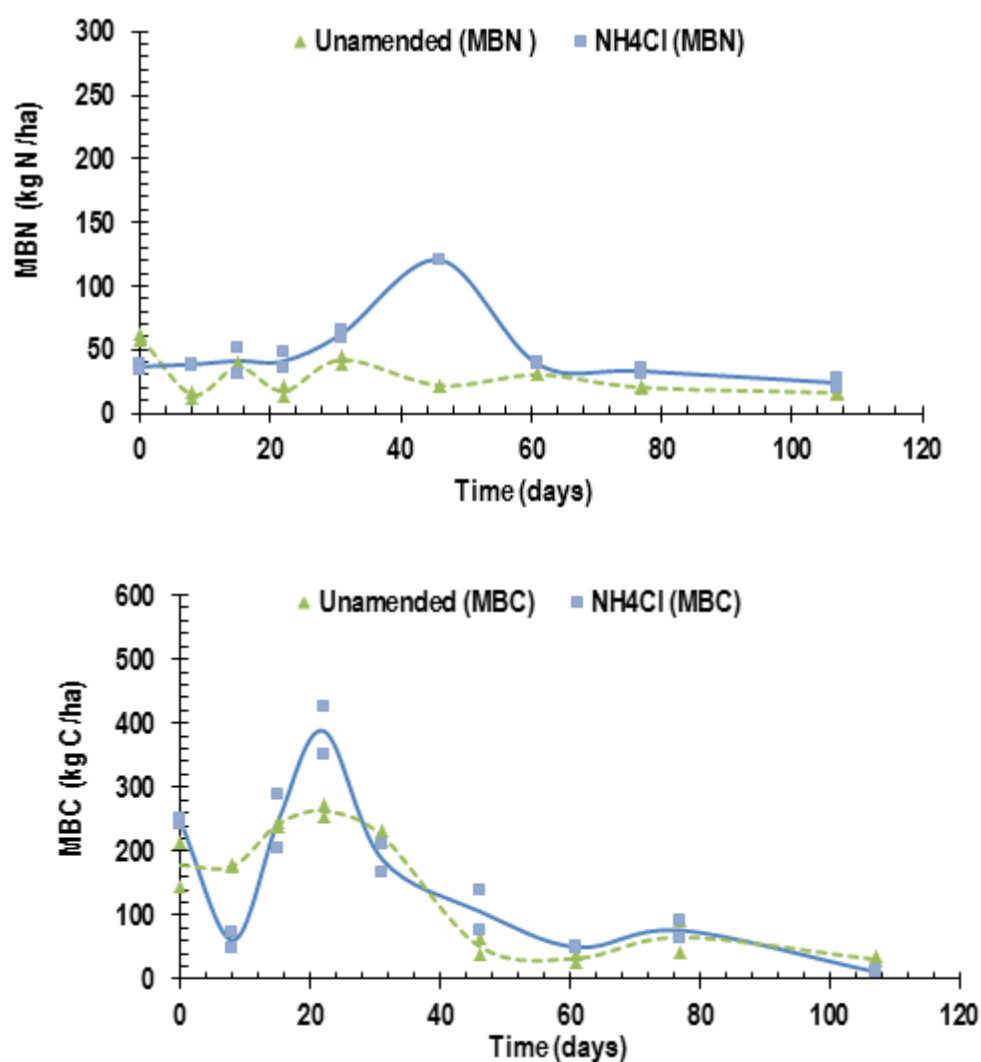 Unamended (MBN ) NH4Cl (MBN)
MBN (kg N/ha)
300
250
200
150
100
50
0
0 20 40 60 80 100 120
Time (days)
Unamended (MBC) NH4Cl (MBC)
MBC (kg C/ha)
600
500
400
300
200
100
0
0 20 40 60 80 100 120
Time (days)